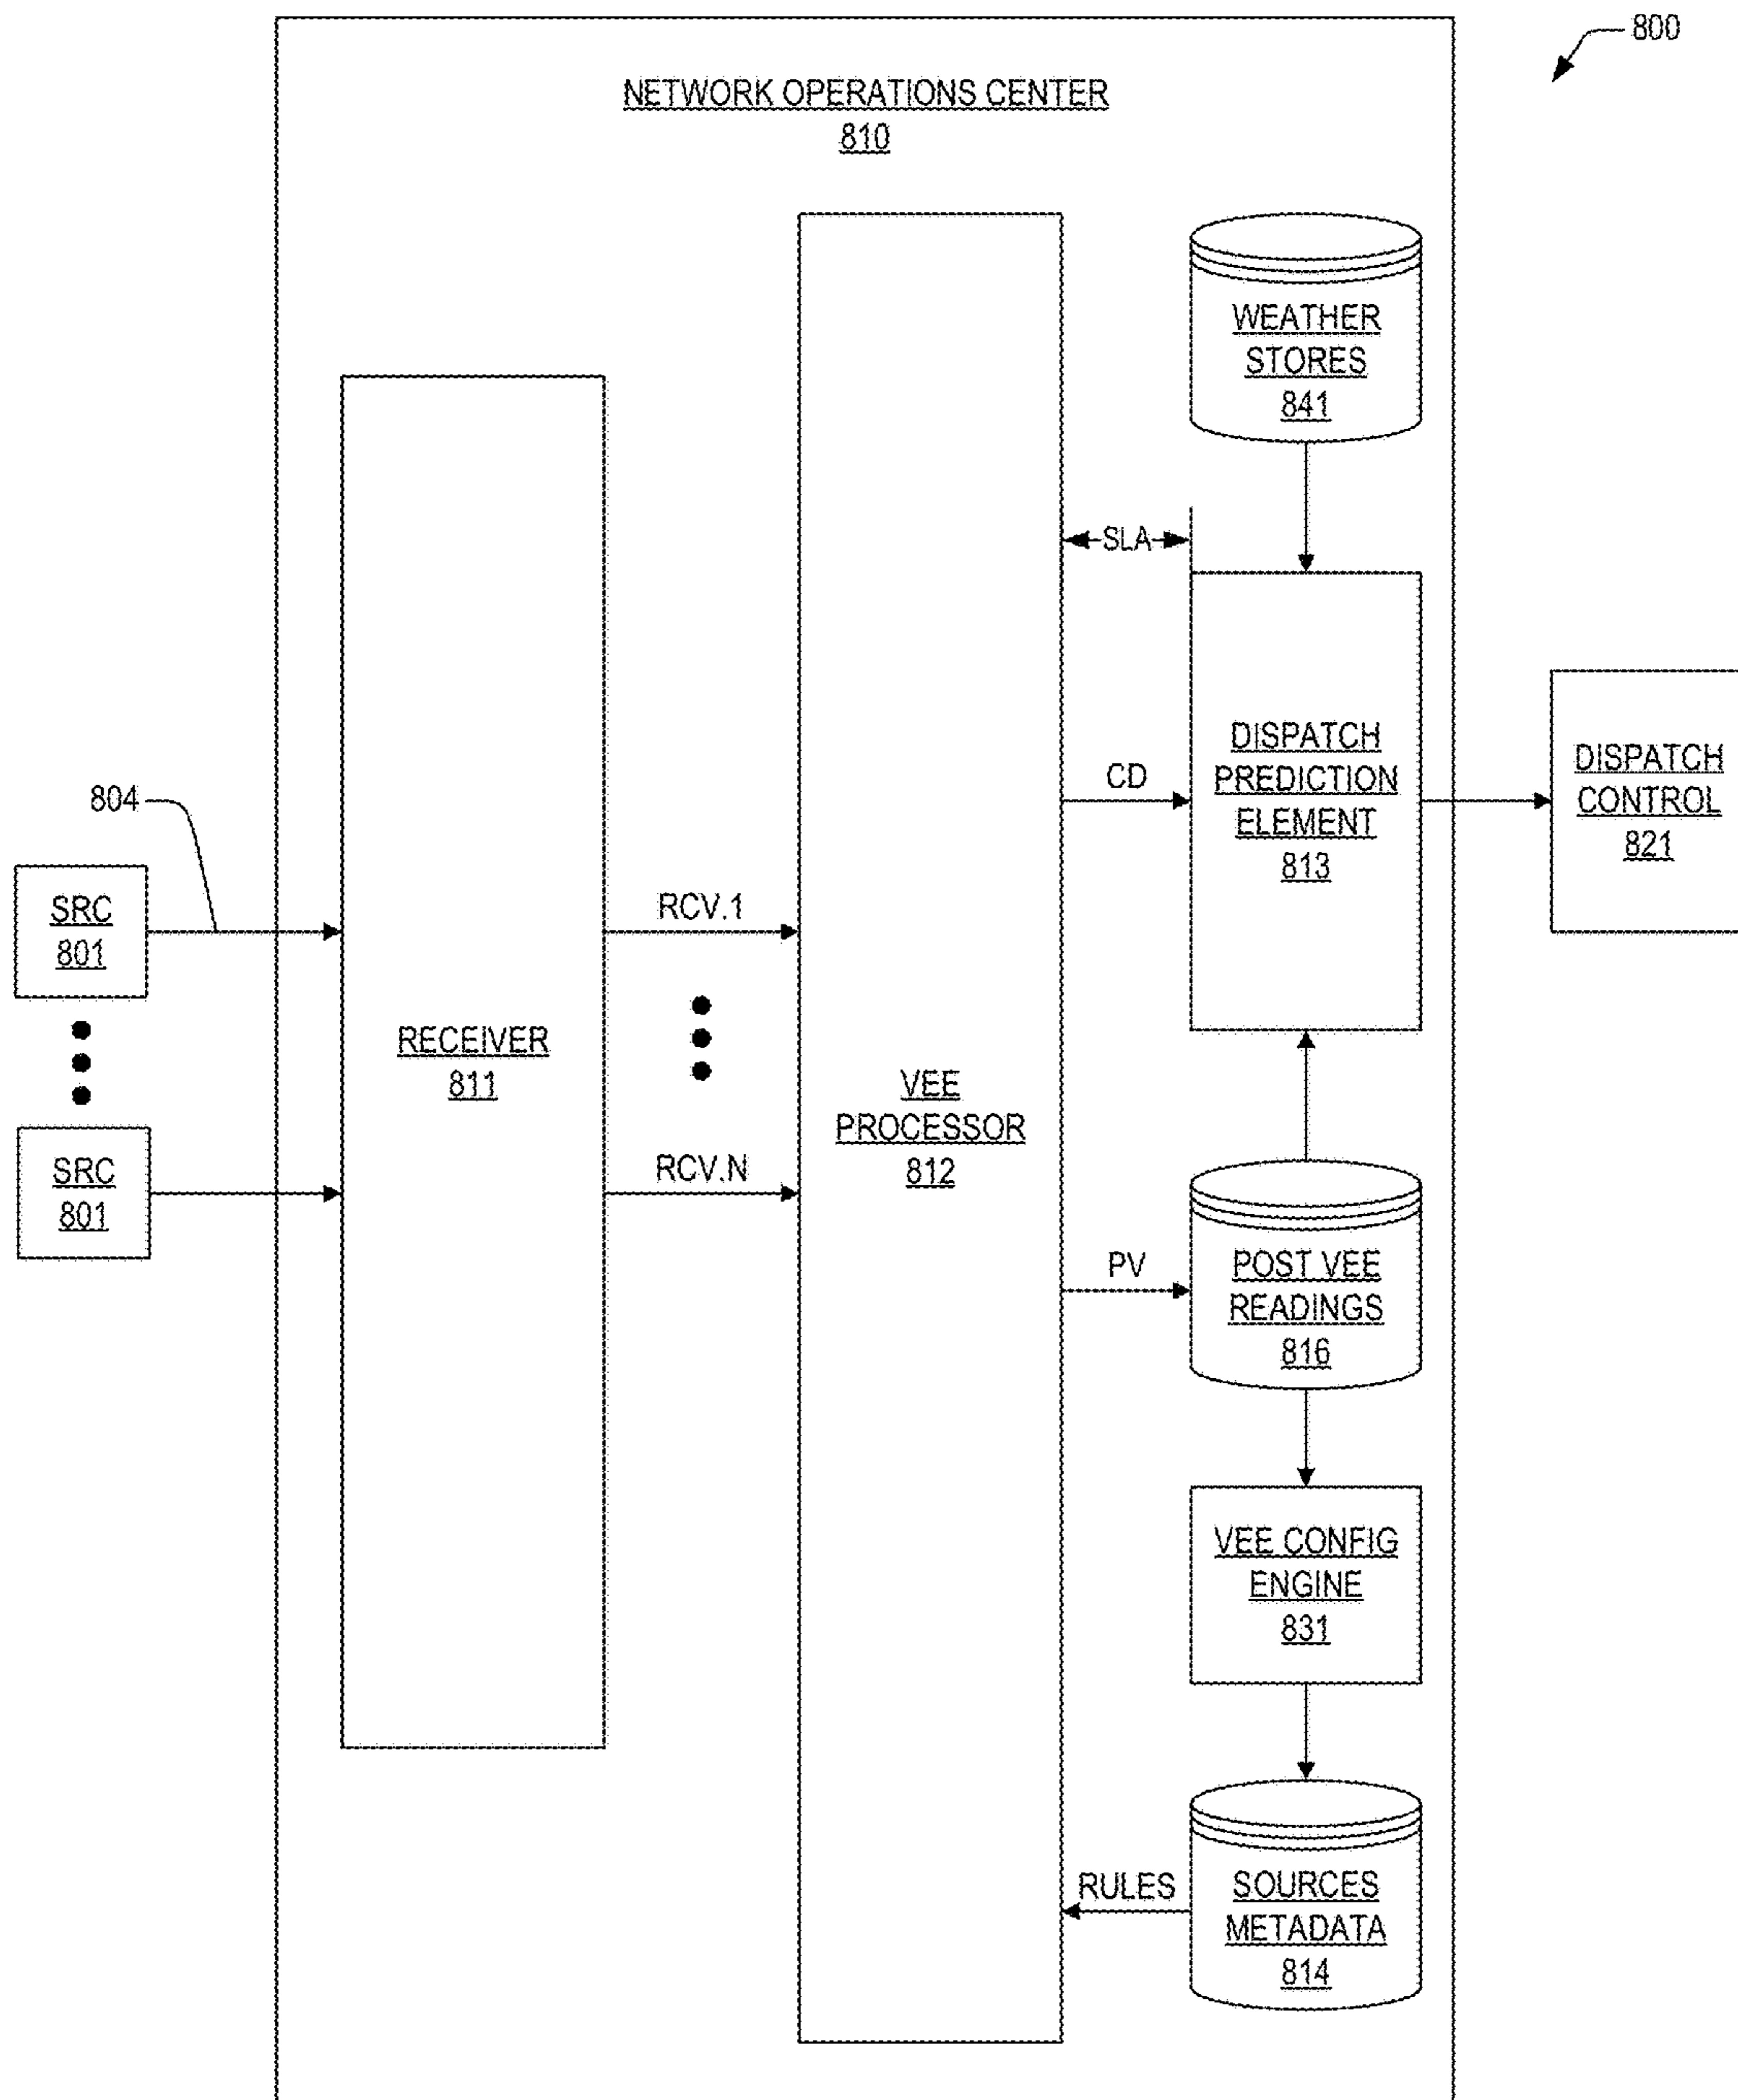 800
NETWORK OPERATIONS CENTER
810
WEATHER
STORES
841
SLA
DISPATCH
PREDICTION
ELEMENT
813
DISPATCH
CONTROL
821
CD
804
SRC
801
RCV.1
RECEIVER
811
VEE
PROCESSOR
812
SRC
801
RCV.N
PV
POST VEE
READINGS
816
VEE CONFIG
ENGINE
831
RULES
SOURCES
METADATA
814